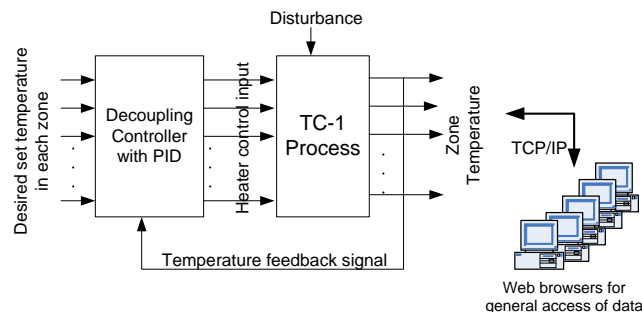 Disturbance
Desired set temperature
in each zone
Decoupling
Controller
with PID
Heater control input
TC-1
Process
Zone
Temperature
TCP/IP
Temperature feedback signal
Web browsers for
general access of data